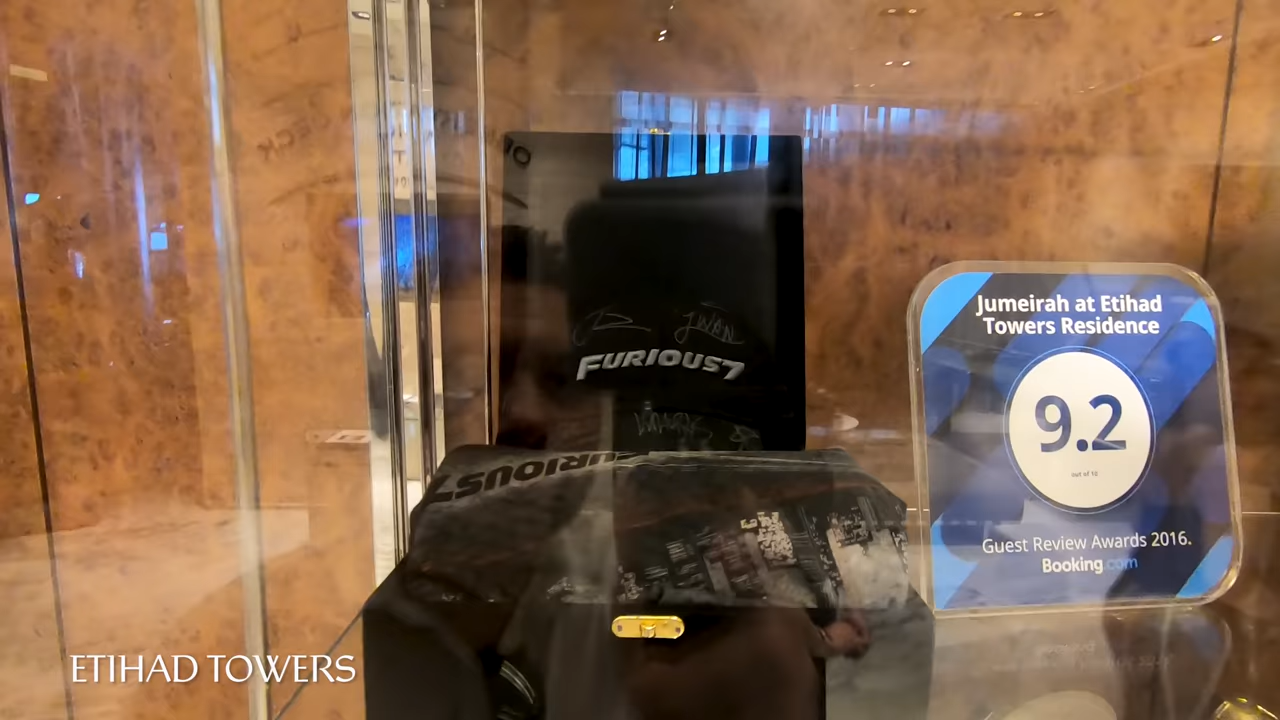 FURIOUS7
FURIOUS7
Jumeirah at Etihad
Towers Residence
9.2
out of 10
Guest Review Awards 2016.
Booking.com
ETIHAD TOWERS